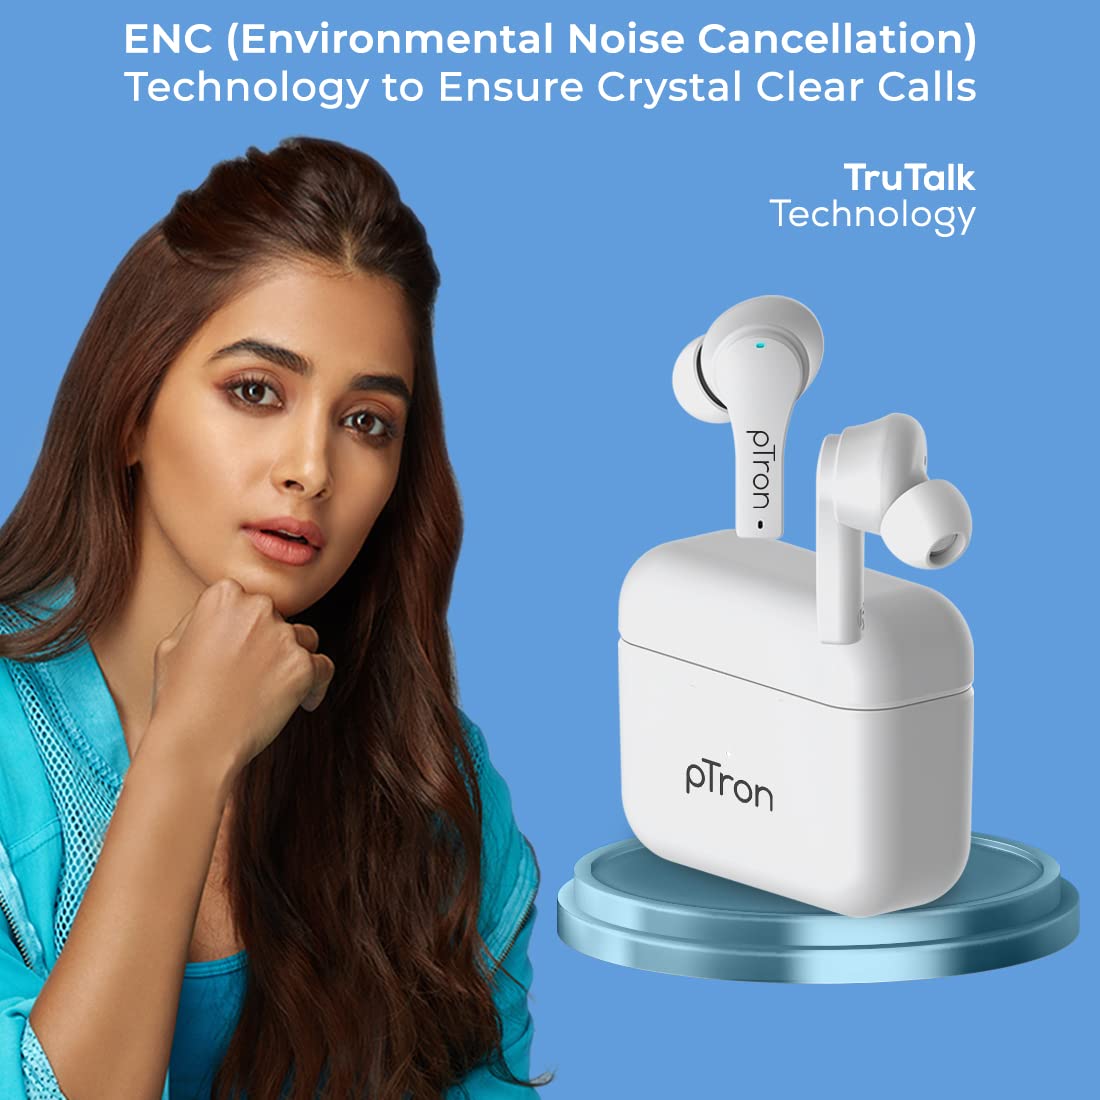 ENC (Environmental Noise Cancellation)
Technology to Ensure Crystal Clear Calls
TruTalk
Technology
pTron
pTron